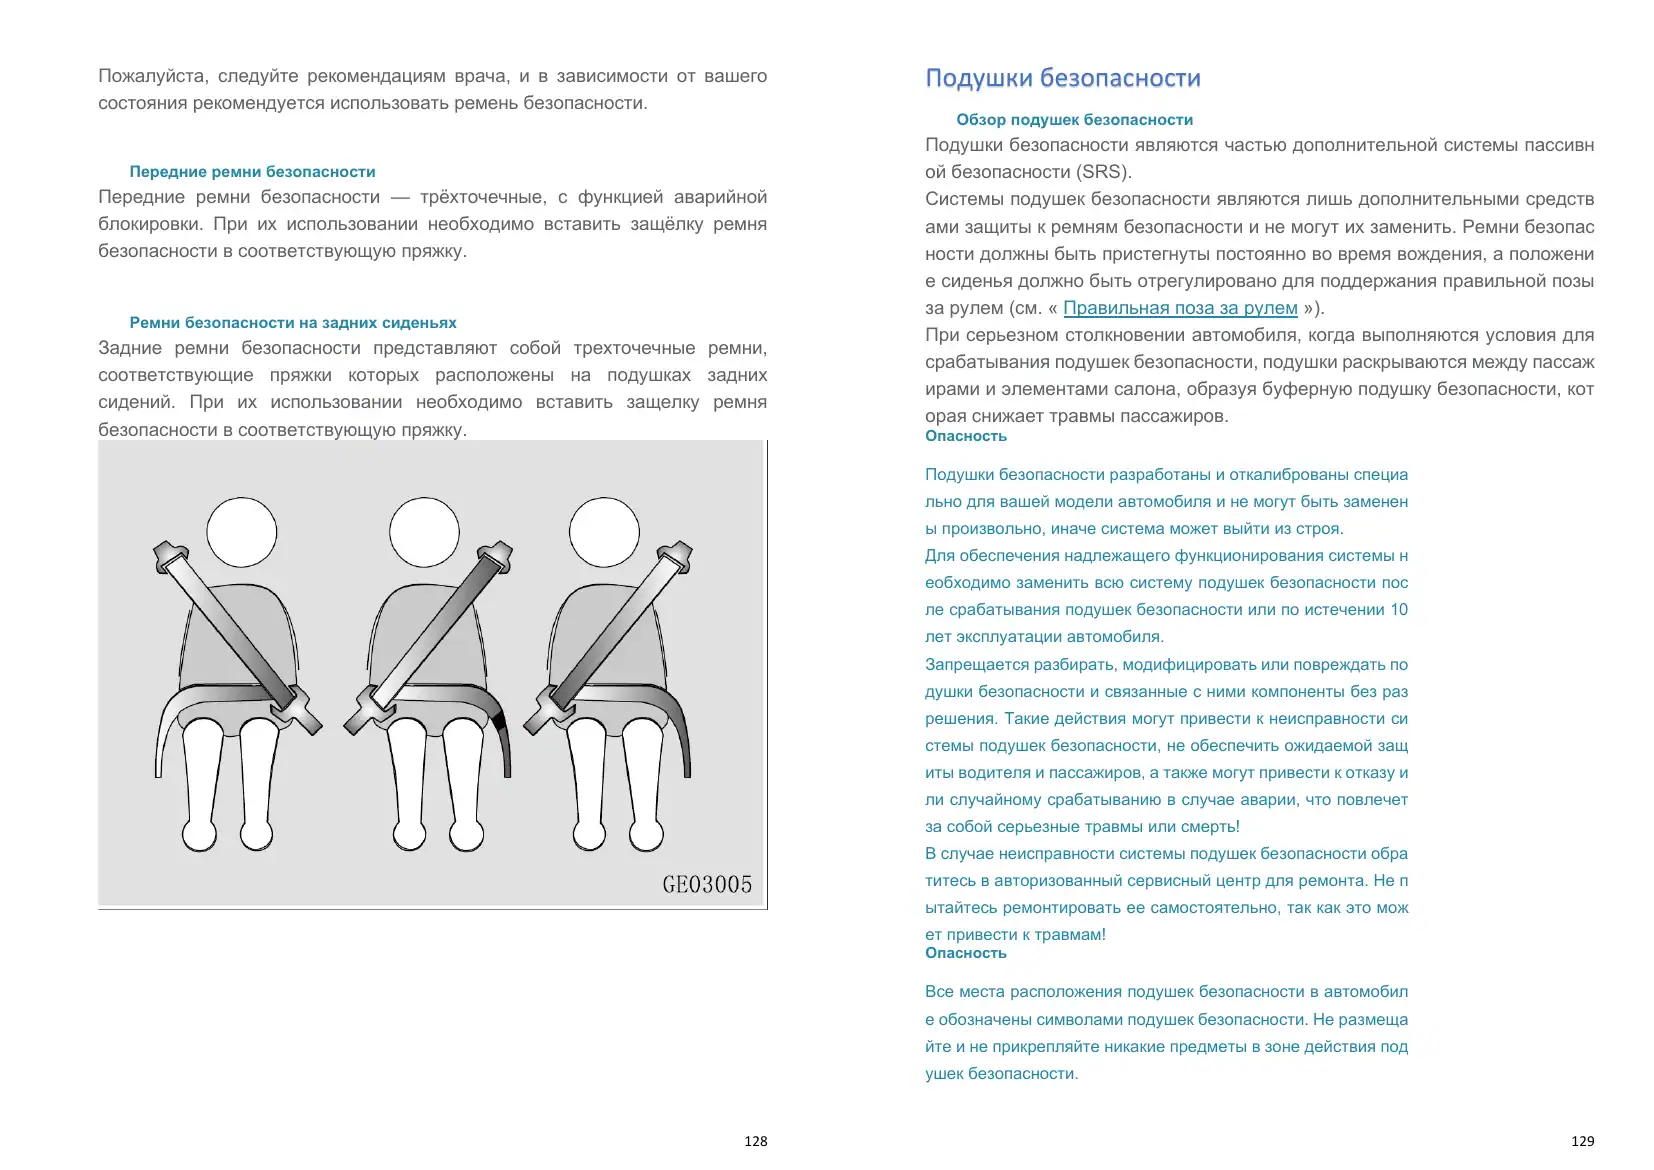 Пожалуйста, следуйте рекомендациям врача, и в зависимости от вашего
состояния рекомендуется использовать ремень безопасности.
Передние ремни безопасности
Передние ремни безопасности — трёхточечные, с функцией аварийной
блокировки. При их использовании необходимо вставить защёлку ремня
безопасности в соответствующую пряжку.
Ремни безопасности на задних сиденьях
Задние ремни безопасности представляют собой трехточечные ремни,
соответствующие пряжки которых расположены на подушках задних
сидений. При их использовании необходимо вставить защелку ремня
безопасности в соответствующую пряжку.
GE03005
128
Подушки безопасности
Обзор подушек безопасности
Подушки безопасности являются частью дополнительной системы пассивн
ой безопасности (SRS).
Системы подушек безопасности являются лишь дополнительными средств
ами защиты к ремням безопасности и не могут их заменить. Ремни безопас
ности должны быть пристегнуты постоянно во время вождения, а положени
е сиденья должно быть отрегулировано для поддержания правильной позы
за рулем (см. « Правильная поза за рулем »).
При серьезном столкновении автомобиля, когда выполняются условия для
срабатывания подушек безопасности, подушки раскрываются между пассаж
ирами и элементами салона, образуя буферную подушку безопасности, кот
орая снижает травмы пассажиров.
Опасность
Подушки безопасности разработаны и откалиброваны специа
льно для вашей модели автомобиля и не могут быть заменен
ы произвольно, иначе система может выйти из строя.
Для обеспечения надлежащего функционирования системы н
еобходимо заменить всю систему подушек безопасности пос
ле срабатывания подушек безопасности или по истечении 10
лет эксплуатации автомобиля.
Запрещается разбирать, модифицировать или повреждать по
душки безопасности и связанные с ними компоненты без раз
решения. Такие действия могут привести к неисправности си
стемы подушек безопасности, не обеспечить ожидаемой защ
иты водителя и пассажиров, а также могут привести к отказу и
ли случайному срабатыванию в случае аварии, что повлечет
за собой серьезные травмы или смерть!
В случае неисправности системы подушек безопасности обра
титесь в авторизованный сервисный центр для ремонта. Не п
ытайтесь ремонтировать ее самостоятельно, так как это мож
ет привести к травмам!
Опасность
Все места расположения подушек безопасности в автомобил
е обозначены символами подушек безопасности. Не размеща
йте и не прикрепляйте никакие предметы в зоне действия под
ушек безопасности.
129